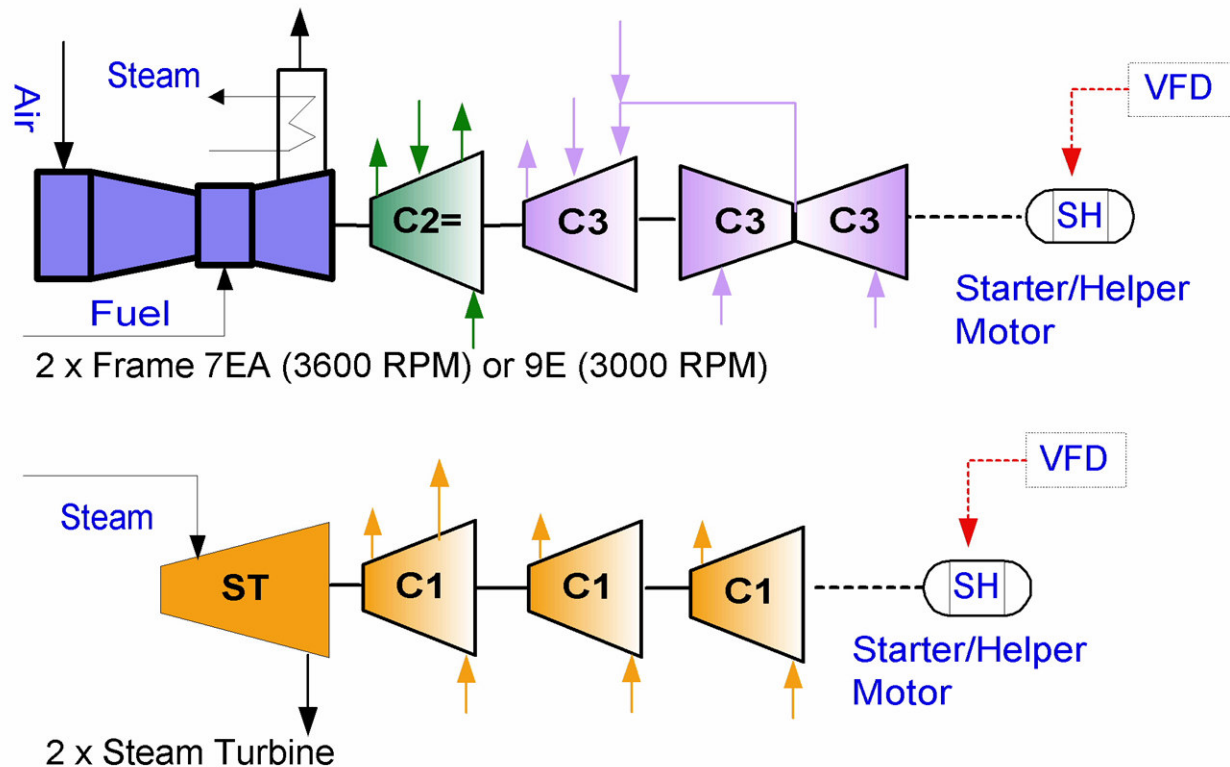 Air
Steam
VFD
C2=
C3
C3
C3
SH
Fuel
Starter/Helper
Motor
2 x Frame 7EA (3600 RPM) or 9E (3000 RPM)
VFD
Steam
ST
C1
C1
C1
SH
Starter/Helper
Motor
2 x Steam Turbine